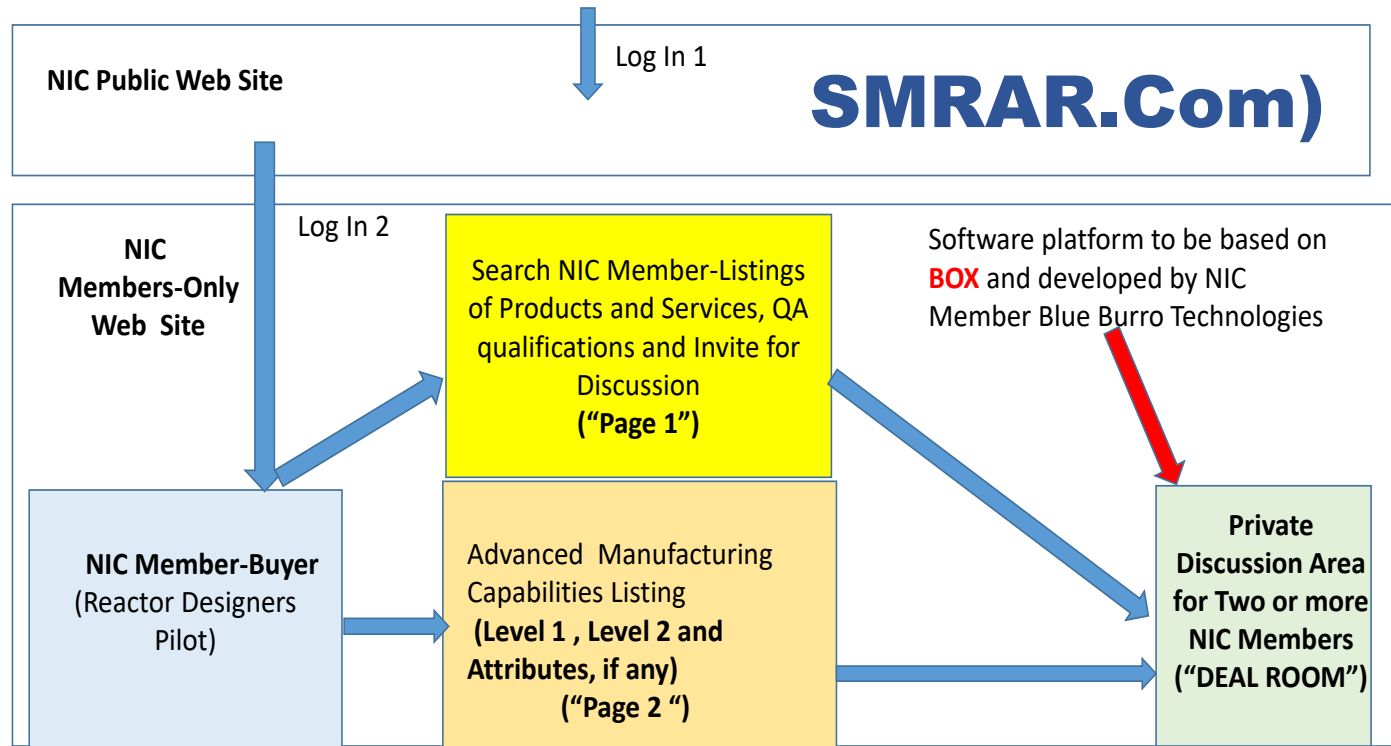 Log In 1
NIC Public Web Site
SMRAR.Com)
Log In 2
NIC
Members-Only
Web  Site
Search NIC Member-Listings
of Products and Services, QA
qualifications and Invite for
Discussion
(“Page 1”)
Software platform to be based on
BOX and developed by NIC
Member Blue Burro Technologies
NIC Member-Buyer
(Reactor Designers
Pilot)
Advanced  Manufacturing
Capabilities Listing
(Level 1 , Level 2 and
Attributes, if any)
(“Page 2 “)
Private
Discussion Area
for Two or more
NIC Members
(“DEAL ROOM”)